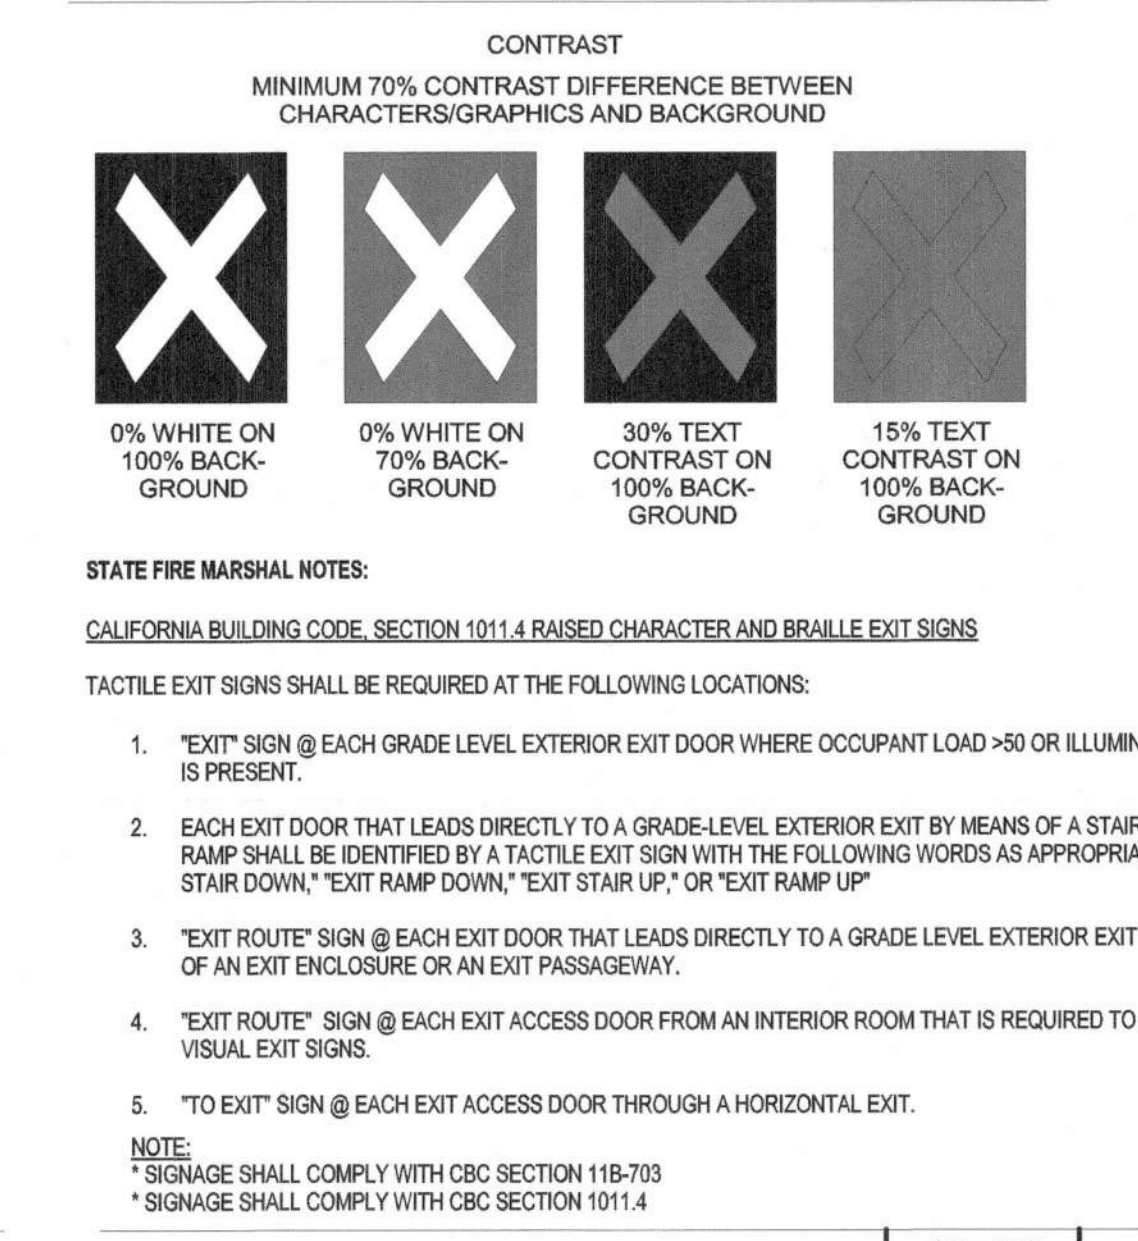 CONTRAST
MINIMUM 70% CONTRAST DIFFERENCE BETWEEN
CHARACTERS/GRAPHICS AND BACKGROUND
0% WHITE ON
100% BACK-
GROUND
0% WHITE ON
70% BACK-
GROUND
30% TEXT
CONTRAST ON
100% BACK-
GROUND
15% TEXT
CONTRAST ON
100% BACK-
GROUND
STATE FIRE MARSHAL NOTES:
CALIFORNIA BUILDING CODE, SECTION 1011.4 RAISED CHARACTER AND BRAILLE EXIT SIGNS
TACTILE EXIT SIGNS SHALL BE REQUIRED AT THE FOLLOWING LOCATIONS:
1. "EXIT" SIGN @ EACH GRADE LEVEL EXTERIOR EXIT DOOR WHERE OCCUPANT LOAD >50 OR ILLUMIN
IS PRESENT.
2. EACH EXIT DOOR THAT LEADS DIRECTLY TO A GRADE-LEVEL EXTERIOR EXIT BY MEANS OF A STAIR
RAMP SHALL BE IDENTIFIED BY A TACTILE EXIT SIGN WITH THE FOLLOWING WORDS AS APPROPRIA
STAIR DOWN," "EXIT RAMP DOWN," "EXIT STAIR UP," OR "EXIT RAMP UP"
3. "EXIT ROUTE" SIGN @ EACH EXIT DOOR THAT LEADS DIRECTLY TO A GRADE LEVEL EXTERIOR EXIT
OF AN EXIT ENCLOSURE OR AN EXIT PASSAGEWAY.
4. "EXIT ROUTE" SIGN @ EACH EXIT ACCESS DOOR FROM AN INTERIOR ROOM THAT IS REQUIRED TO
VISUAL EXIT SIGNS.
5. "TO EXIT" SIGN @ EACH EXIT ACCESS DOOR THROUGH A HORIZONTAL EXIT.
NOTE:
* SIGNAGE SHALL COMPLY WITH CBC SECTION 11B-703
* SIGNAGE SHALL COMPLY WITH CBC SECTION 1011.4